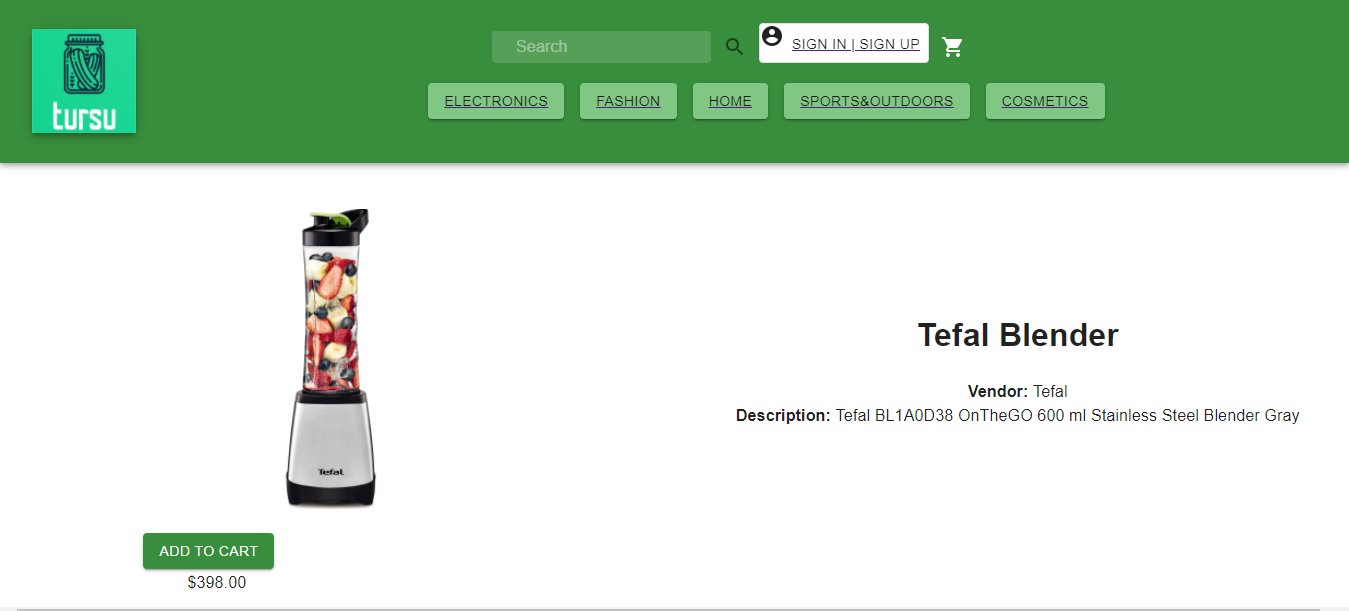 tursu
Search
SIGN IN | SIGN UP
ELECTRONICS
FASHION
HOME
SPORTS&OUTDOORS
COSMETICS
Tefal
Tefal Blender
Vendor: Tefal
Description: Tefal BL1A0D38 OnTheGO 600 ml Stainless Steel Blender Gray
ADD TO CART
$398.00